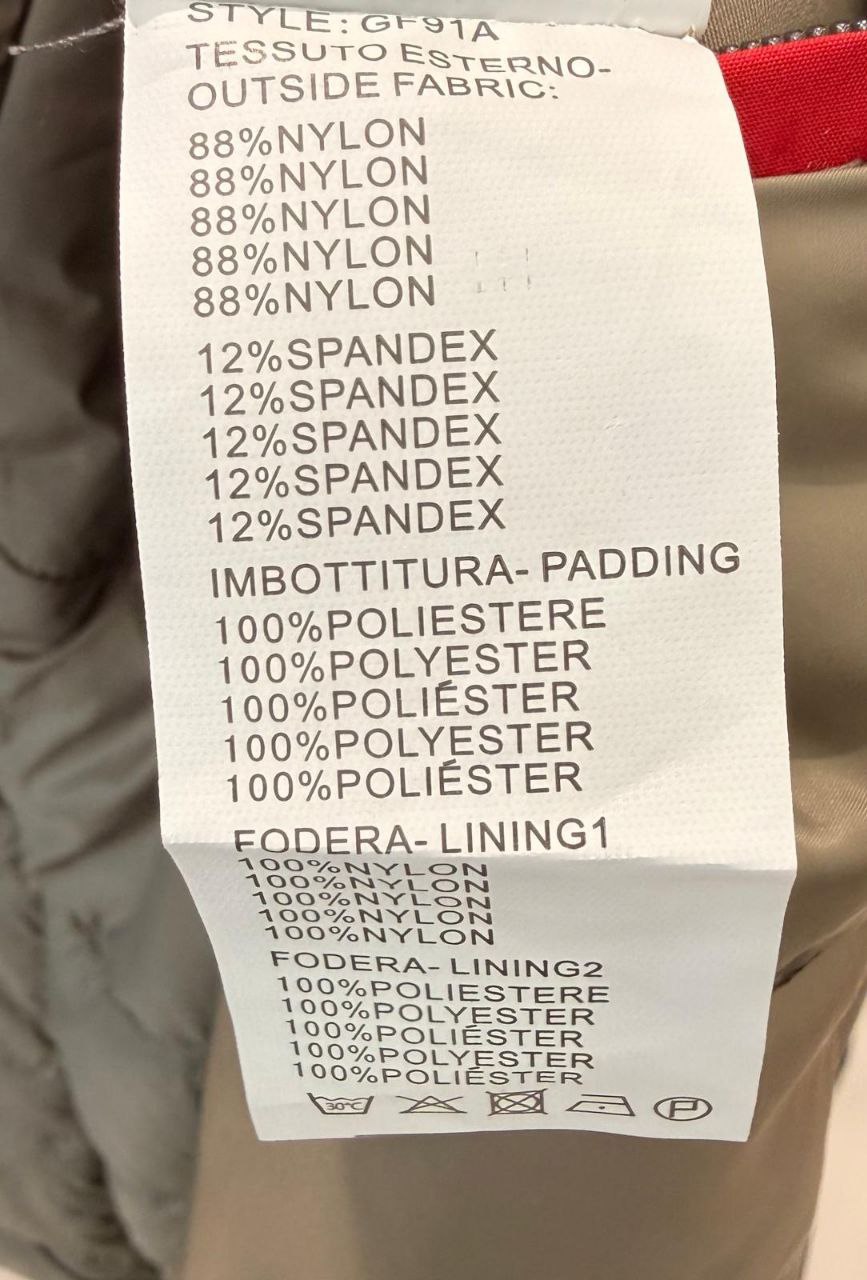 STYLE: GF91A
TESSUTO ESTERNO-
OUTSIDE FABRIC:
88%NYLON
88%NYLON
88%NYLON
88%NYLON
88%NYLON
12%SPANDEX
12%SPANDEX
12%SPANDEX
12%SPANDEX
12%SPANDEX
IMBOTTITURA- PADDING
100%POLIESTERE
100%POLYESTER
100%POLIÉSTER
100%POLYESTER
100%POLIÉSTER
FODERA- LINING1
100%NYLON
100%NYLON
100%NYLON
100%NYLON
100%NYLON
FODERA- LINING2
100%POLIESTERE
100%POLYESTER
100%POLIÉSTER
100%POLYESTER
100%POLIÉSTER
30°C P